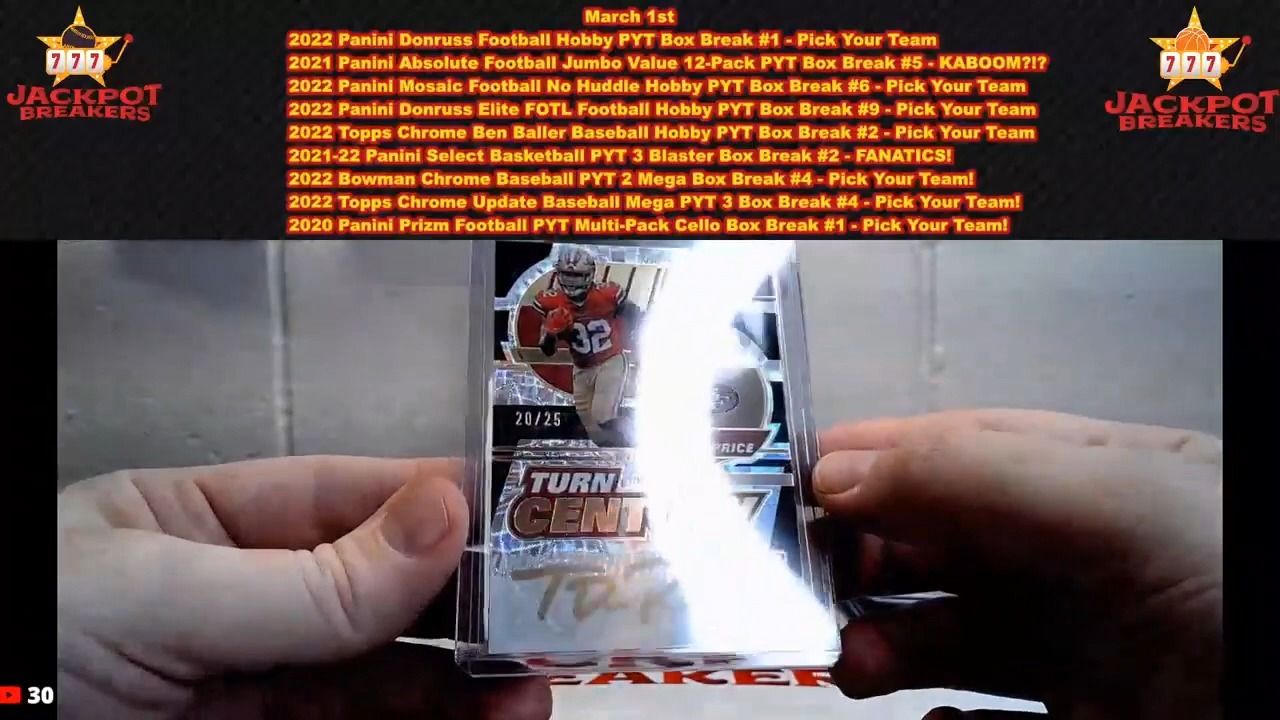 March 1st
2022 Panini Donruss Football Hobby PYT Box Break #1 - Pick Your Team
2021 Panini Absolute Football Jumbo Value 12-Pack PYT Box Break #5 - KABOOM?!?
2022 Panini Mosaic Football No Huddle Hobby PYT Box Break #6 - Pick Your Team
2022 Panini Donruss Elite FOTL Football Hobby PYT Box Break #9 - Pick Your Team
2022 Topps Chrome Ben Baller Baseball Hobby PYT Box Break #2 - Pick Your Team
2021-22 Panini Select Basketball PYT 3 Blaster Box Break #2 - FANATICS!
2022 Bowman Chrome Baseball PYT 2 Mega Box Break #4 - Pick Your Team!
2022 Topps Chrome Update Baseball Mega PYT 3 Box Break #4 - Pick Your Team!
2020 Panini Prizm Football PYT Multi-Pack Cello Box Break #1 - Pick Your Team!
777
JACKPOT
BREAKERS
777
JACKPOT
BREAKERS
32
20/25
PRICE
TURN
30